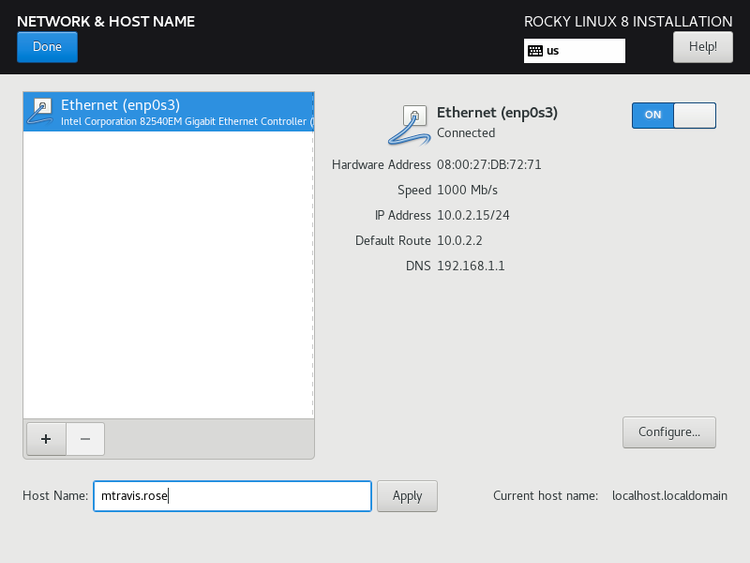 NETWORK & HOST NAME
ROCKY LINUX 8 INSTALLATION
Done
us
Help!
Ethernet (enp0s3)
Intel Corporation 82540EM Gigabit Ethernet Controller (
Ethernet (enp0s3)
Connected
ON
Hardware Address 08:00:27:DB:72:71
Speed 1000 Mb/s
IP Address 10.0.2.15/24
Default Route 10.0.2.2
DNS 192.168.1.1
+ −
Configure...
Host Name: mtravis.rose Apply Current host name: localhost.localdomain